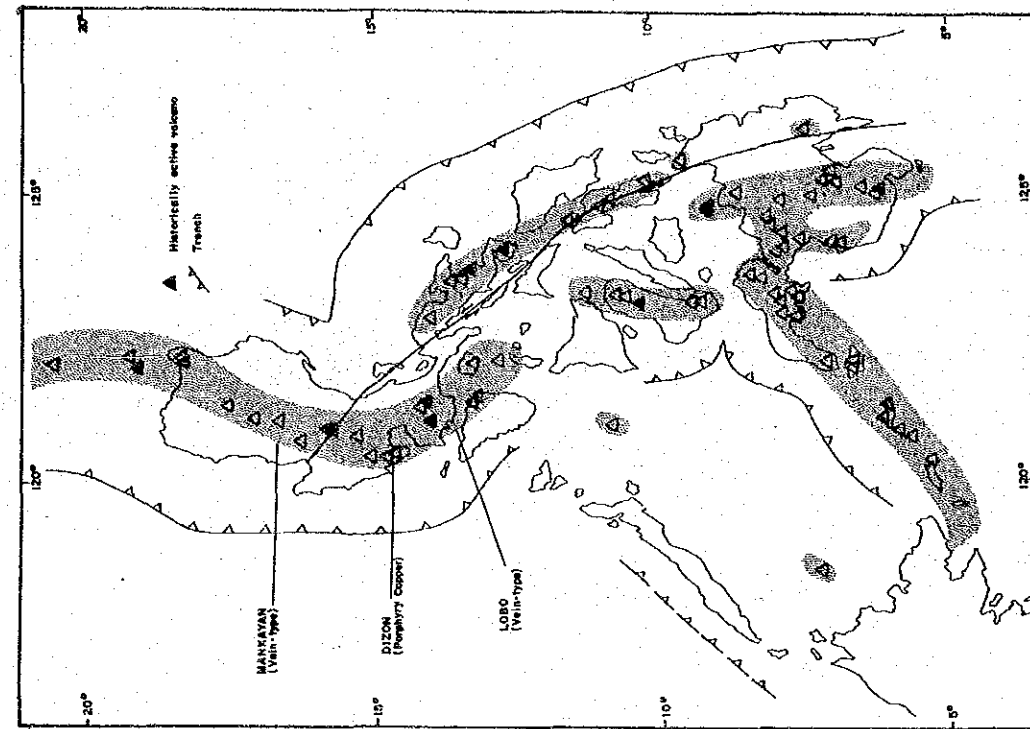 20°
15°
10°
5°
125°
125°
Historically active volcano
Trench
120°
120°
MANKAYAN
(Vein-type)
DIZON
(Porphyry Copper)
LOBO
(Vein-type)
20°
15°
10°
5°